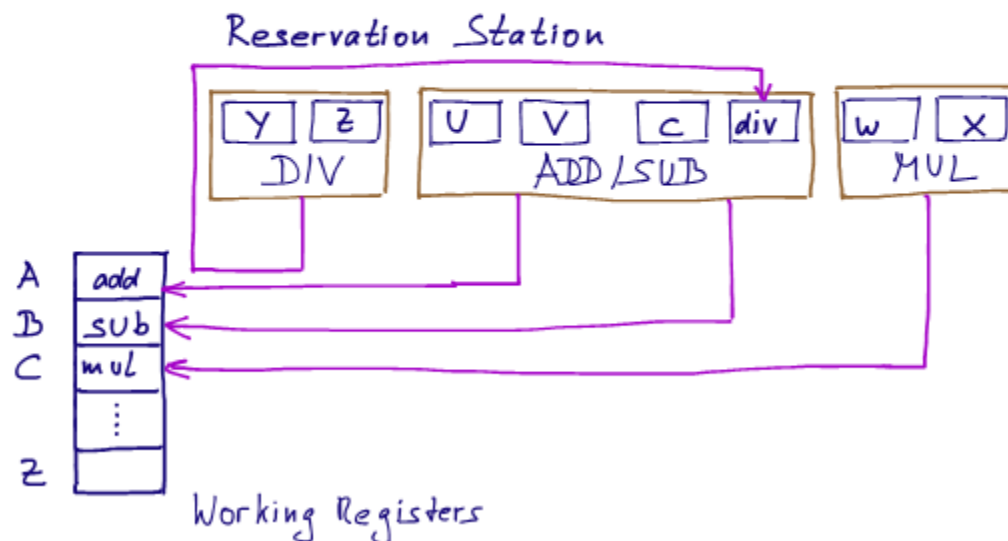 Reservation Station
Y Z U V C div W X
DIV ADD/SUB MUL
A add
B sub
C mul
Z
Working Registers